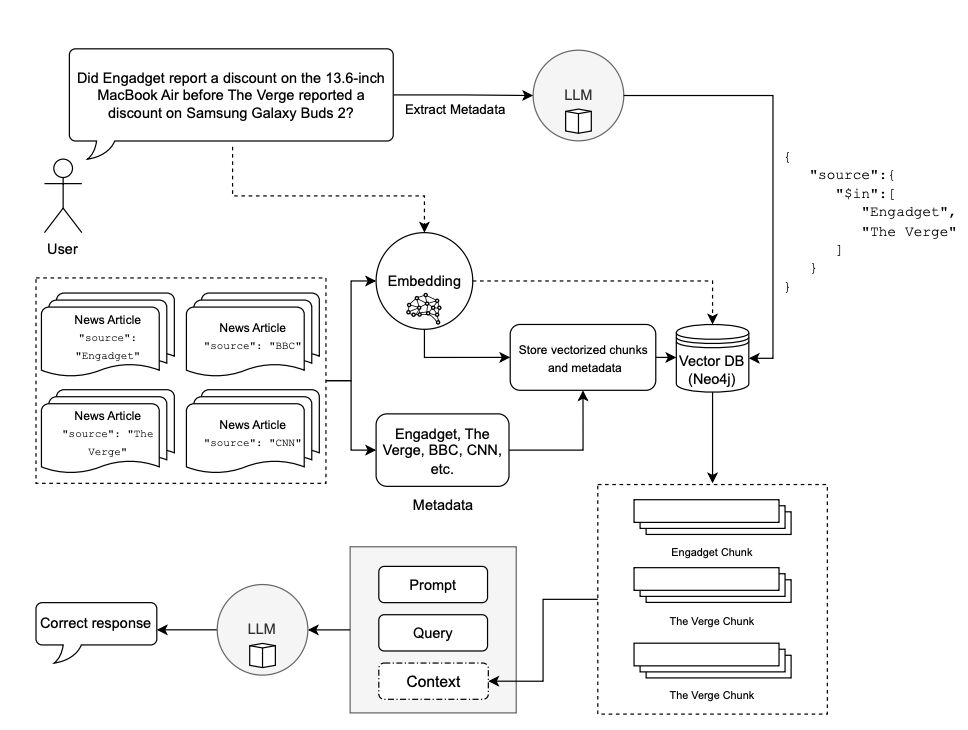 Did Engadget report a discount on the 13.6-inch
MacBook Air before The Verge reported a
discount on Samsung Galaxy Buds 2?
Extract Metadata
LLM
{
"source":{
"$in":[
"Engadget",
"The Verge"
]
}
}
User
Embedding
News Article
"source":
"Engadget"
News Article
"source": "BBC"
News Article
"source": "The
Verge"
News Article
"source": "CNN"
Store vectorized chunks
and metadata
Vector DB
(Neo4j)
Engadget, The
Verge, BBC, CNN,
etc.
Metadata
Engadget Chunk
The Verge Chunk
The Verge Chunk
Prompt
Query
Context
LLM
Correct response